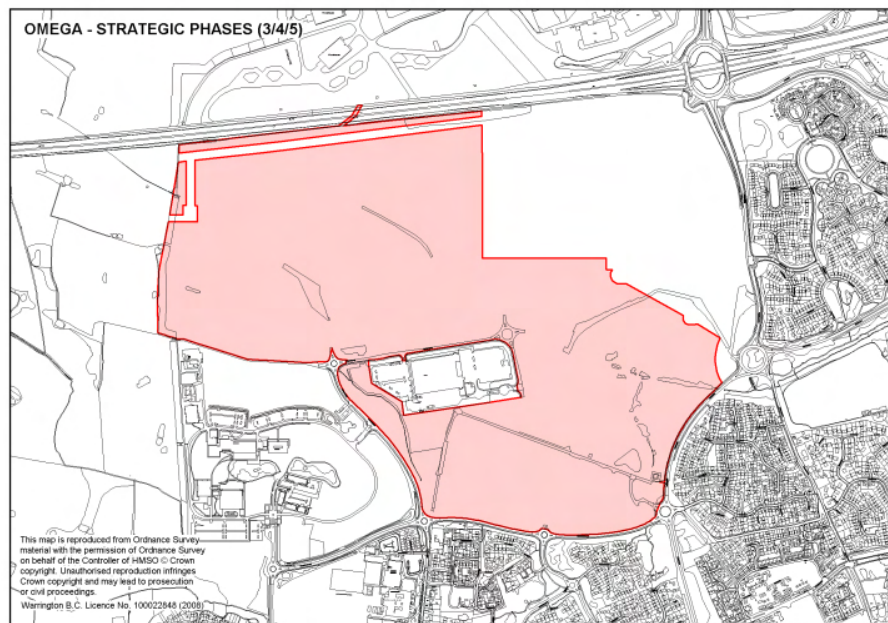 OMEGA - STRATEGIC PHASES (3/4/5)
This map is reproduced from Ordnance Survey
material with the permission of Ordnance Survey
on behalf of the Controller of HMSO © Crown
copyright. Unauthorised reproduction infringes
Crown copyright and may lead to prosecution
or civil proceedings.
Warrington B.C. Licence No. 100022848 (2008)